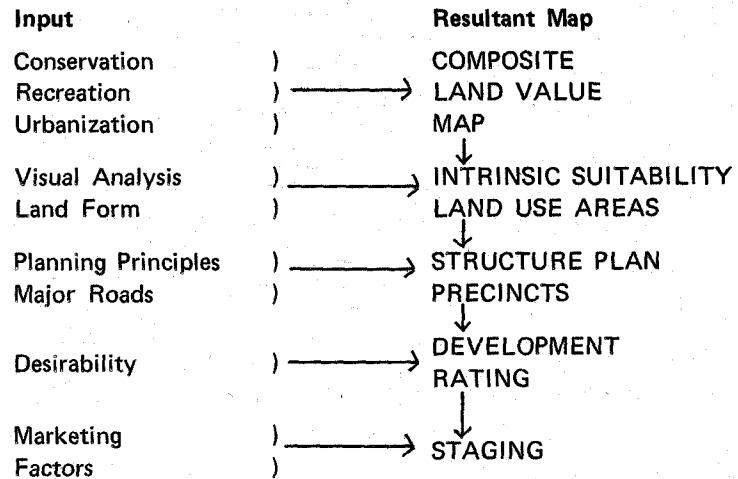 Input Resultant Map
Conservation ) COMPOSITE
Recreation ) LAND VALUE
Urbanization ) MAP
Visual Analysis ) INTRINSIC SUITABILITY
Land Form ) LAND USE AREAS
Planning Principles ) STRUCTURE PLAN
Major Roads ) PRECINCTS
DEVELOPMENT
Desirability )
RATING
Marketing )
STAGING
Factors )